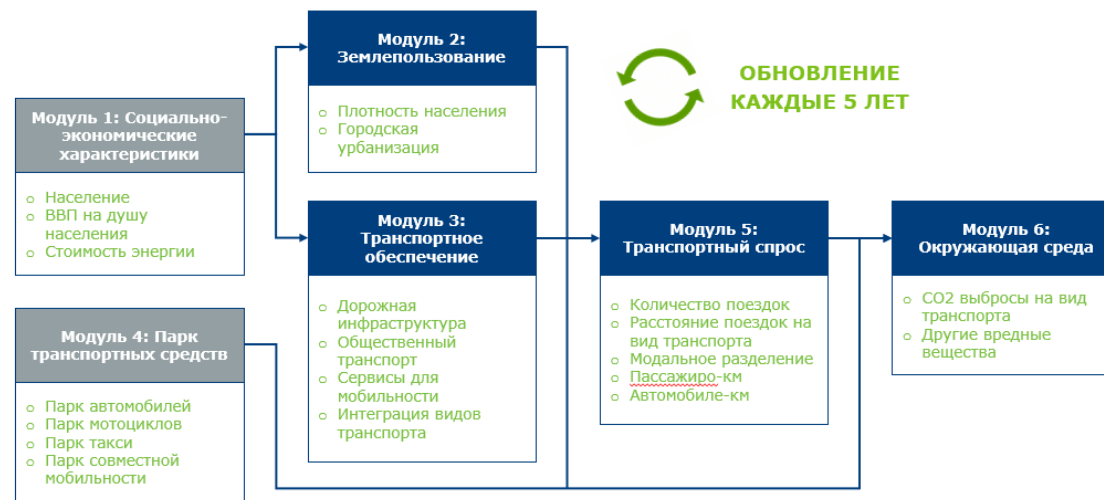 Модуль 2:
Землепользование
o Плотность населения
o Городская
урбанизация
ОБНОВЛЕНИЕ
КАЖДЫЕ 5 ЛЕТ
Модуль 1: Социально-
экономические
характеристики
o Население
o ВВП на душу
населения
o Стоимость энергии
Модуль 3:
Транспортное
обеспечение
o Дорожная
инфраструктура
o Общественный
транспорт
o Сервисы для
мобильности
o Интеграция видов
транспорта
Модуль 4: Парк
транспортных средств
o Парк автомобилей
o Парк мотоциклов
o Парк такси
o Парк совместной
мобильности
Модуль 5:
Транспортный спрос
o Количество поездок
o Расстояние поездок на
вид транспорта
o Модальное разделение
o Пассажиро-км
o Автомобиле-км
Модуль 6:
Окружающая среда
o СО2 выбросы на вид
транспорта
o Другие вредные
вещества